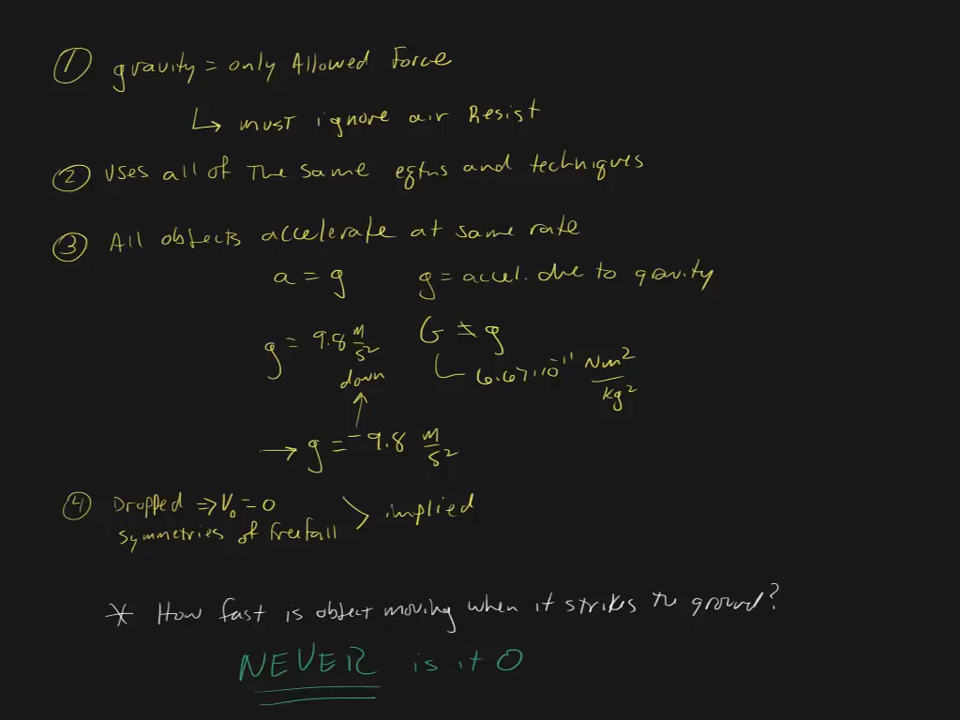 ① gravity = only Allowed Force
↳ must ignore air Resist
② Uses all of The same eqtns and techniques
③ All objects accelerate at same rate
a = g g = accel. due to gravity
g = 9.8 m/s² G ≠ g
down 6.67·10⁻¹¹ Nm²/kg²
→ g = -9.8 m/s²
④ Dropped ⇒ V₀ = 0 > implied
symmetries of freefall
* How fast is object moving when it strikes the ground?
NEVER is it 0